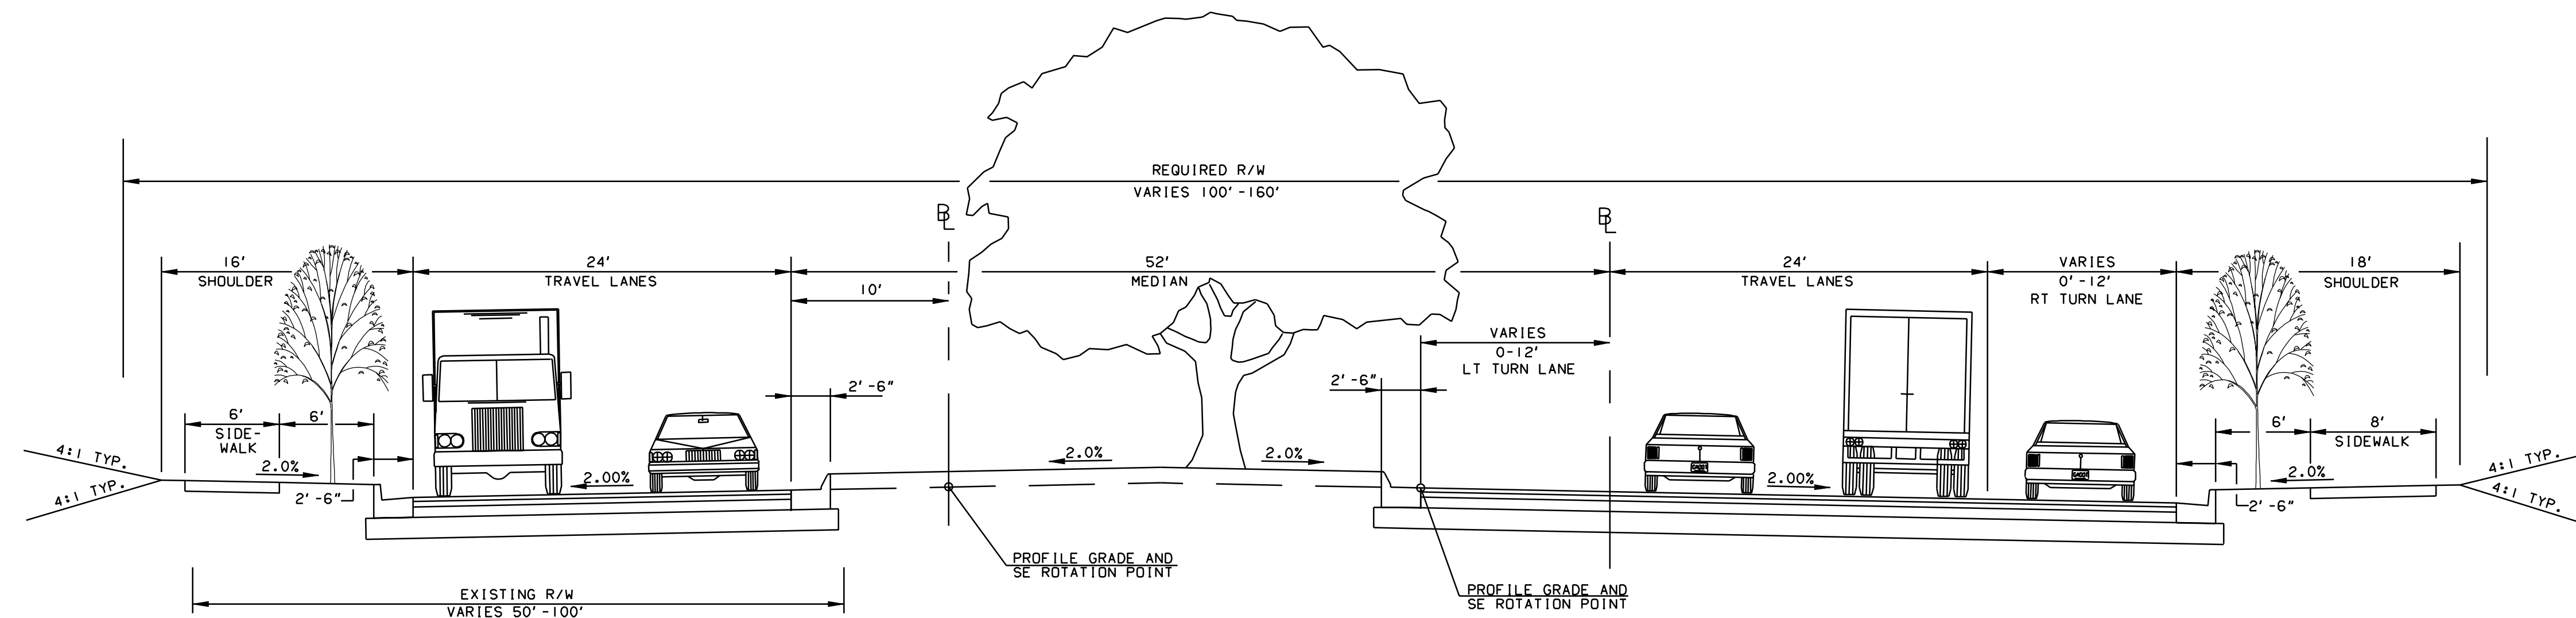 REQUIRED R/W
VARIES 100'-160'
BL
BL
16'
SHOULDER
24'
TRAVEL LANES
52'
MEDIAN
24'
TRAVEL LANES
VARIES
0'-12'
RT TURN LANE
18'
SHOULDER
10'
VARIES
0-12'
LT TURN LANE
2'-6"
2'-6"
6'
SIDE-
WALK
6'
6'
8'
SIDEWALK
4:1 TYP.
4:1 TYP.
2.0%
2'-6"
2.00%
2.0%
2.0%
2.00%
2.0%
2'-6"
4:1 TYP.
4:1 TYP.
PROFILE GRADE AND
SE ROTATION POINT
PROFILE GRADE AND
SE ROTATION POINT
EXISTING R/W
VARIES 50'-100'